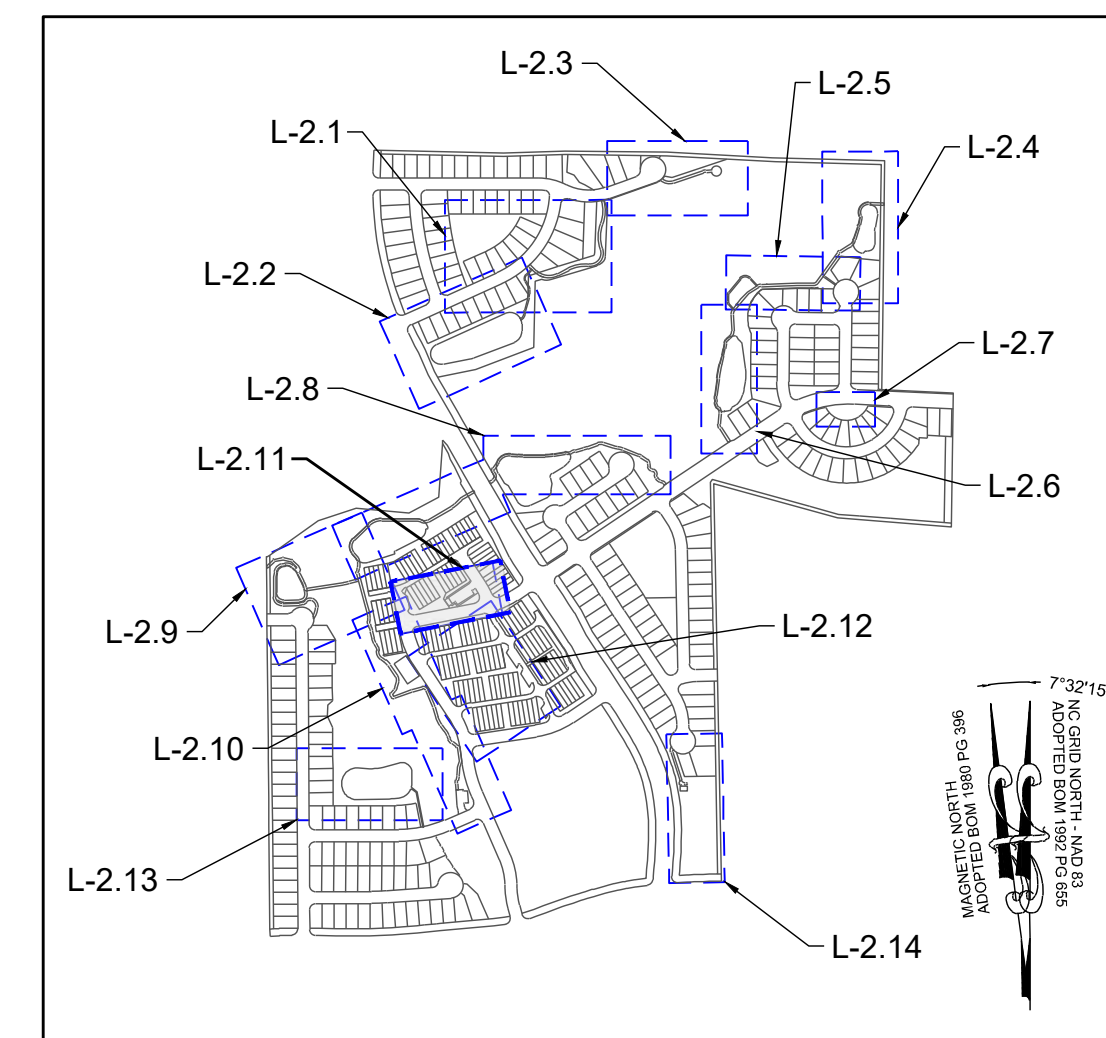 L-2.3
L-2.5
L-2.1
L-2.4
L-2.2
L-2.7
L-2.8
L-2.11
L-2.6
L-2.9
L-2.12
L-2.10
L-2.13
L-2.14
7°32'15
NC GRID NORTH - NAD 83
ADOPTED BOM 1992 PG 655
MAGNETIC NORTH
ADOPTED BOM 1980 PG 396